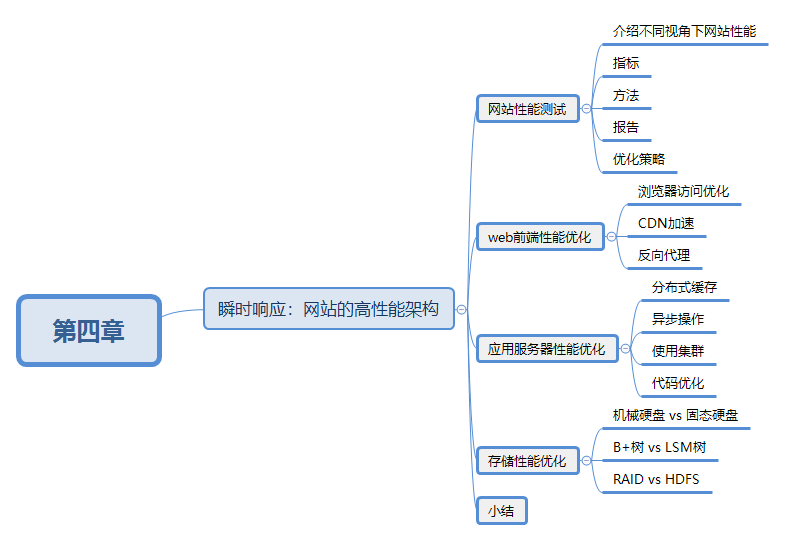 第四章
瞬时响应：网站的高性能架构
网站性能测试
介绍不同视角下网站性能
指标
方法
报告
优化策略
web前端性能优化
浏览器访问优化
CDN加速
反向代理
应用服务器性能优化
分布式缓存
异步操作
使用集群
代码优化
存储性能优化
机械硬盘 vs 固态硬盘
B+树 vs LSM树
RAID vs HDFS
小结